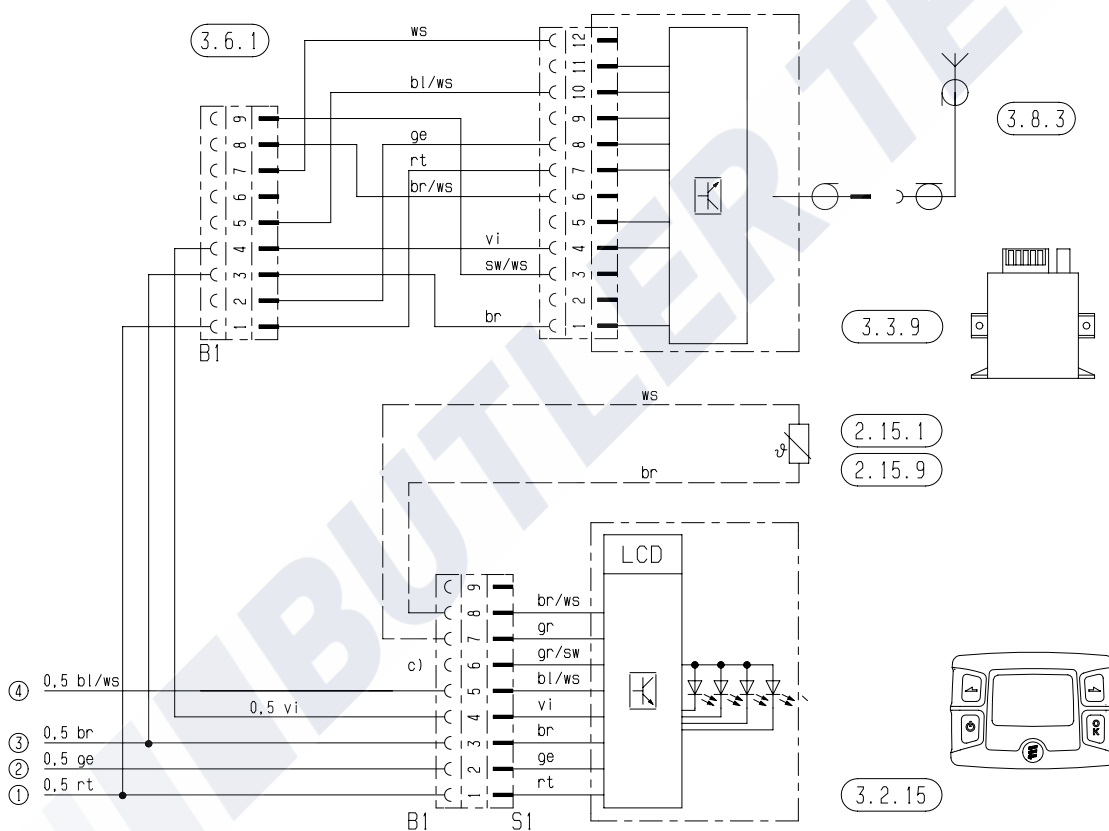 3.6.1
ws
12
11
bl/ws
10
9
9
ge
8
8
rt
7
7
br/ws
6
6
5
5
vi
4
4
sw/ws
3
3
2
2
br
1
1
B1
3.8.3
3.3.9
ws
2.15.1
ϑ
br
2.15.9
LCD
9
br/ws
8
gr
7
c)
gr/sw
6
4 0,5 bl/ws
bl/ws
5
0,5 vi
vi
4
3 0,5 br
br
3
2 0,5 ge
ge
2
1 0,5 rt
rt
1
B1
S1
OK
3.2.15
UTLER TE